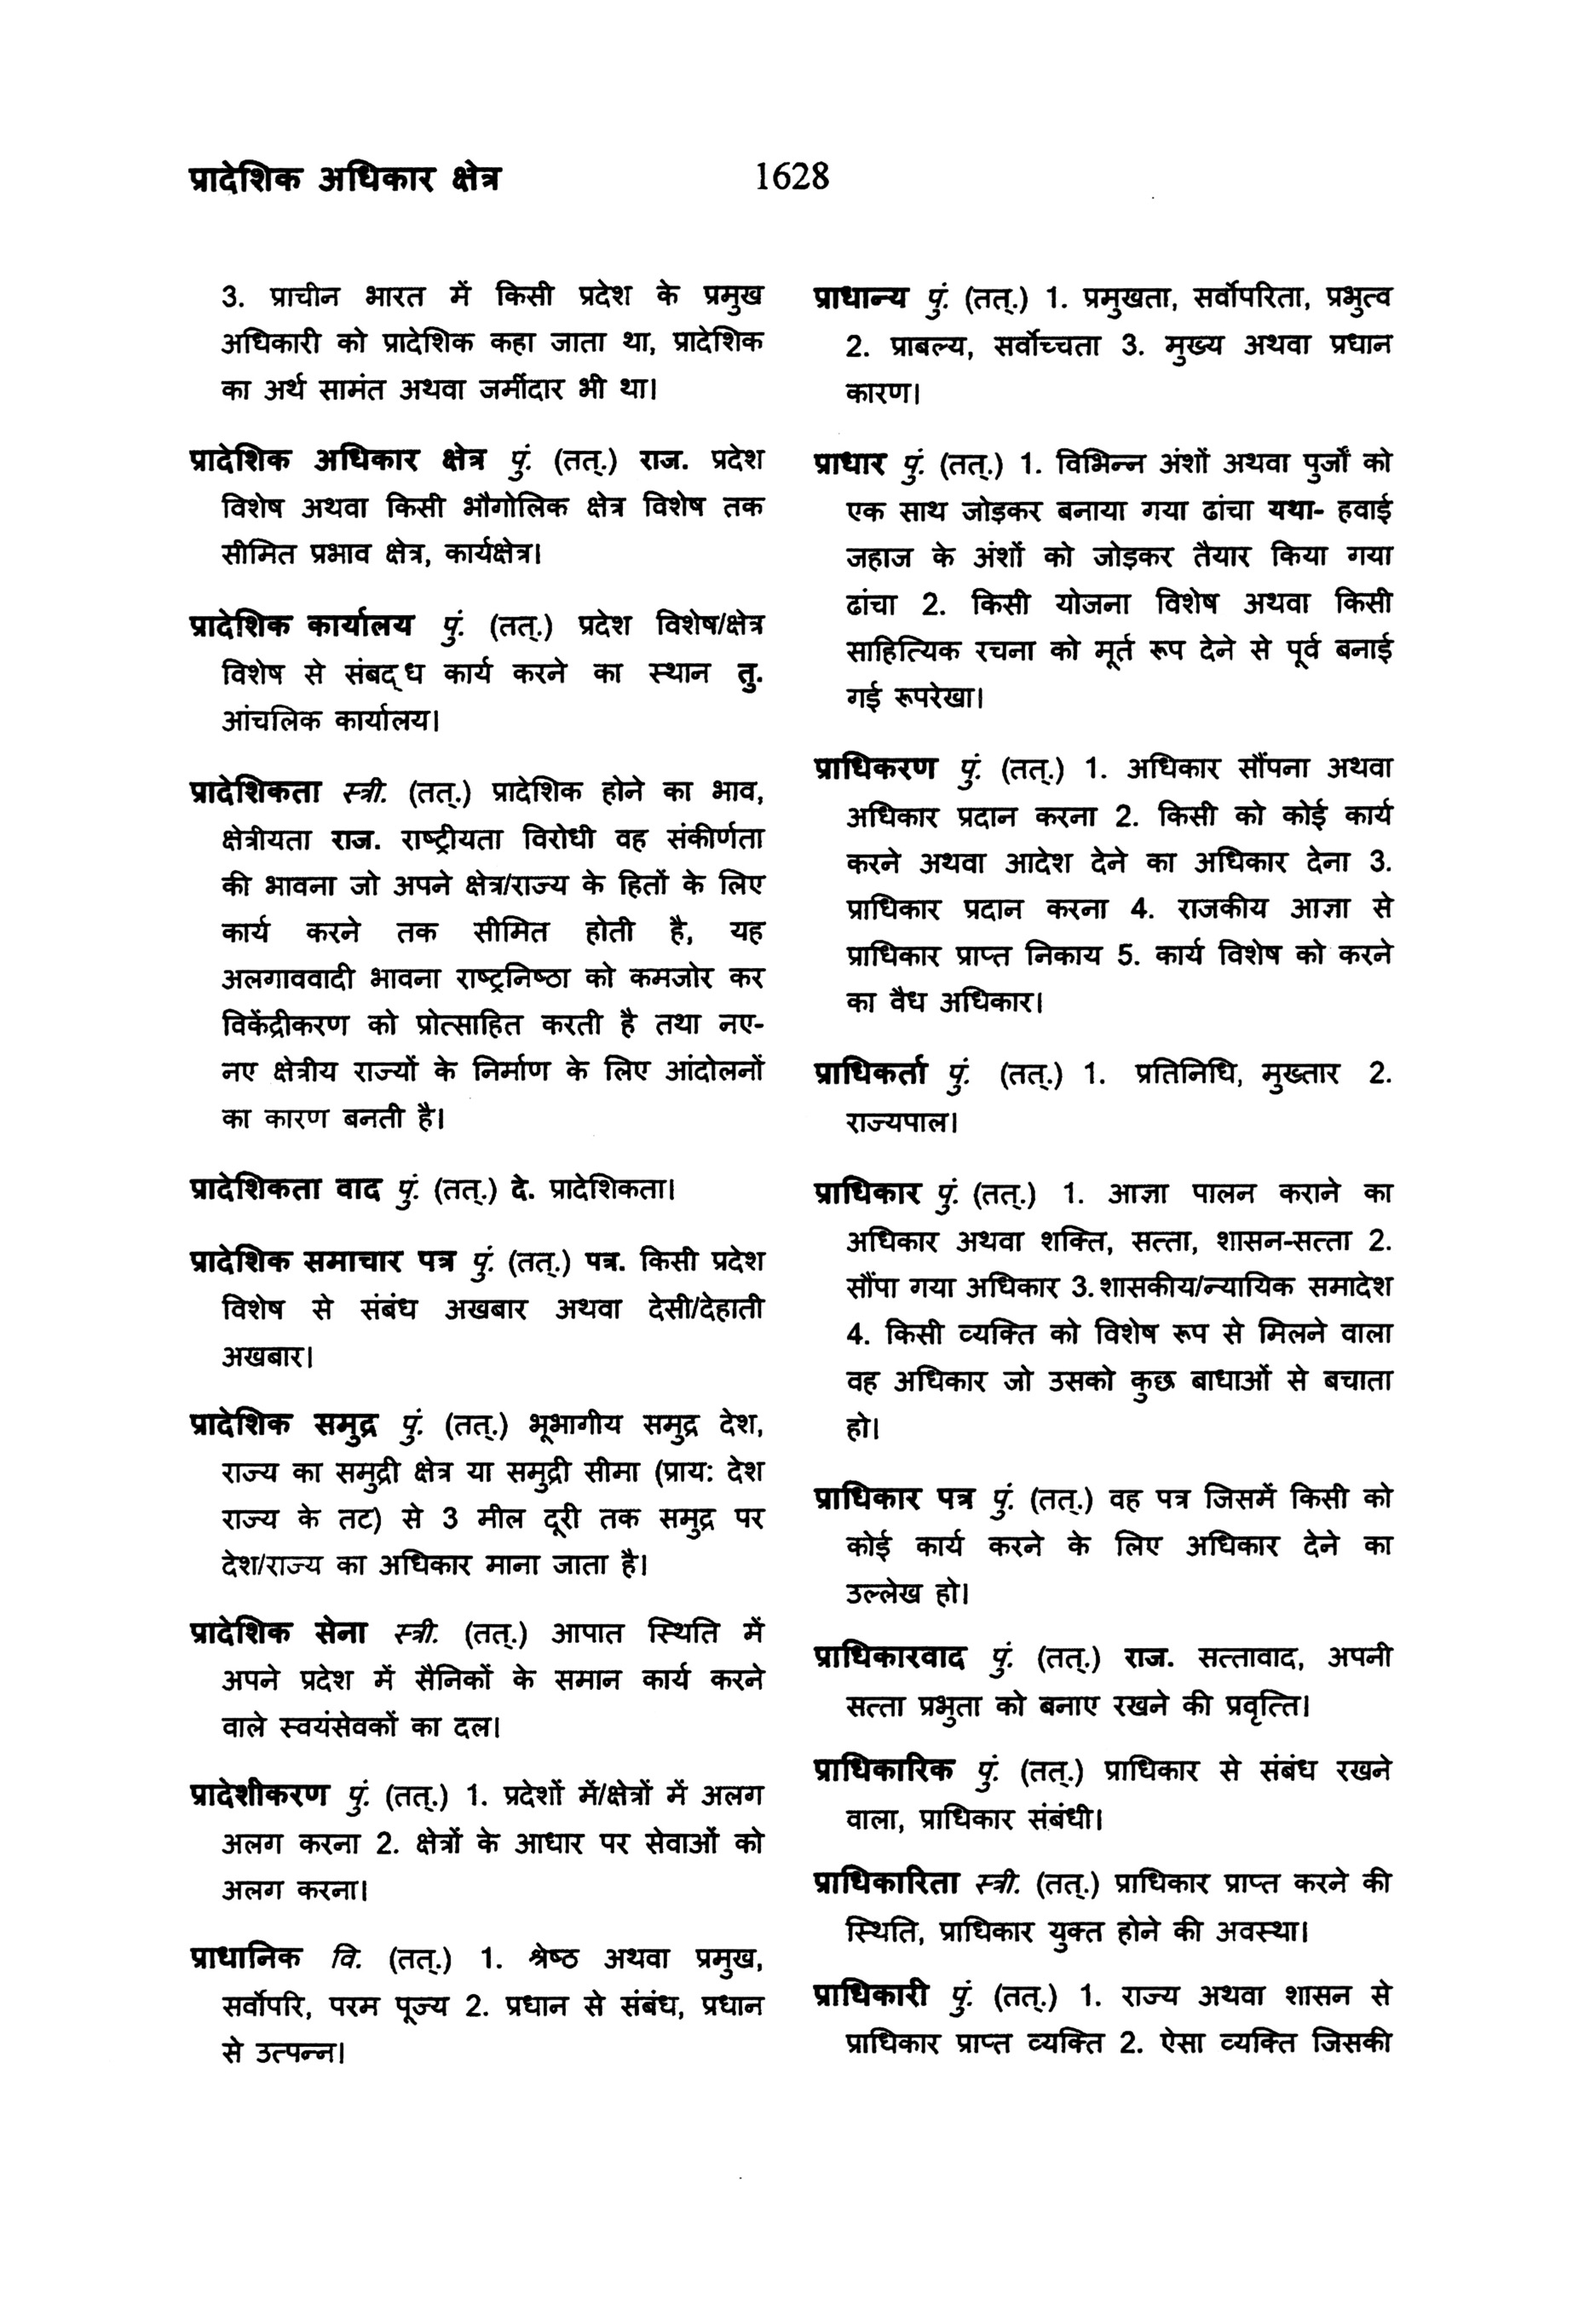 प्रादेशिक अधिकार क्षेत्र
1628
3. प्राचीन भारत में किसी प्रदेश के प्रमुख
अधिकारी को प्रादेशिक कहा जाता था, प्रादेशिक
का अर्थ सामंत अथवा जमींदार भी था।
प्रादेशिक अधिकार क्षेत्र पुं. (तत्.) राज. प्रदेश
विशेष अथवा किसी भौगोलिक क्षेत्र विशेष तक
सीमित प्रभाव क्षेत्र, कार्यक्षेत्र।
प्रादेशिक कार्यालय पुं. (तत्.) प्रदेश विशेष/क्षेत्र
विशेष से संबद्ध कार्य करने का स्थान तु.
आंचलिक कार्यालय।
प्रादेशिकता स्त्री. (तत्.) प्रादेशिक होने का भाव,
क्षेत्रीयता राज. राष्ट्रीयता विरोधी वह संकीर्णता
की भावना जो अपने क्षेत्र/राज्य के हितों के लिए
कार्य करने तक सीमित होती है, यह
अलगाववादी भावना राष्ट्रनिष्ठा को कमजोर कर
विकेंद्रीकरण को प्रोत्साहित करती है तथा नए-
नए क्षेत्रीय राज्यों के निर्माण के लिए आंदोलनों
का कारण बनती है।
प्रादेशिकता वाद पुं. (तत्.) दे. प्रादेशिकता।
प्रादेशिक समाचार पत्र पुं. (तत्.) पत्र. किसी प्रदेश
विशेष से संबंध अखबार अथवा देसी/देहाती
अखबार।
प्रादेशिक समुद्र पुं. (तत्.) भूभागीय समुद्र देश,
राज्य का समुद्री क्षेत्र या समुद्री सीमा (प्राय: देश
राज्य के तट) से 3 मील दूरी तक समुद्र पर
देश/राज्य का अधिकार माना जाता है।
प्रादेशिक सेना स्त्री. (तत्.) आपात स्थिति में
अपने प्रदेश में सैनिकों के समान कार्य करने
वाले स्वयंसेवकों का दल।
प्रादेशीकरण पुं. (तत्.) 1. प्रदेशों में/क्षेत्रों में अलग
अलग करना 2. क्षेत्रों के आधार पर सेवाओं को
अलग करना।
प्राधानिक वि. (तत्.) 1. श्रेष्ठ अथवा प्रमुख,
सर्वोपरि, परम पूज्य 2. प्रधान से संबंध, प्रधान
से उत्पन्न।
प्राधान्य पुं. (तत्.) 1. प्रमुखता, सर्वोपरिता, प्रभुत्व
2. प्राबल्य, सर्वोच्चता 3. मुख्य अथवा प्रधान
कारण।
प्राधार पुं. (तत्.) 1. विभिन्न अंशों अथवा पुर्जों को
एक साथ जोड़कर बनाया गया ढांचा यथा- हवाई
जहाज के अंशों को जोड़कर तैयार किया गया
ढांचा 2. किसी योजना विशेष अथवा किसी
साहित्यिक रचना को मूर्त रूप देने से पूर्व बनाई
गई रूपरेखा।
प्राधिकरण पुं. (तत्.) 1. अधिकार सौंपना अथवा
अधिकार प्रदान करना 2. किसी को कोई कार्य
करने अथवा आदेश देने का अधिकार देना 3.
प्राधिकार प्रदान करना 4. राजकीय आज्ञा से
प्राधिकार प्राप्त निकाय 5. कार्य विशेष को करने
का वैध अधिकार।
प्राधिकर्ता पुं. (तत्.) 1. प्रतिनिधि, मुख्तार 2.
राज्यपाल।
प्राधिकार पुं. (तत्.) 1. आज्ञा पालन कराने का
अधिकार अथवा शक्ति, सत्ता, शासन-सत्ता 2.
सौंपा गया अधिकार 3. शासकीय/न्यायिक समादेश
4. किसी व्यक्ति को विशेष रूप से मिलने वाला
वह अधिकार जो उसको कुछ बाधाओं से बचाता
हो।
प्राधिकार पत्र पुं. (तत्.) वह पत्र जिसमें किसी को
कोई कार्य करने के लिए अधिकार देने का
उल्लेख हो।
प्राधिकारवाद पुं. (तत्.) राज. सत्तावाद, अपनी
सत्ता प्रभुता को बनाए रखने की प्रवृत्ति।
प्राधिकारिक पुं. (तत्.) प्राधिकार से संबंध रखने
वाला, प्राधिकार संबंधी।
प्राधिकारिता स्त्री. (तत्.) प्राधिकार प्राप्त करने की
स्थिति, प्राधिकार युक्त होने की अवस्था।
प्राधिकारी पुं. (तत्.) 1. राज्य अथवा शासन से
प्राधिकार प्राप्त व्यक्ति 2. ऐसा व्यक्ति जिसकी